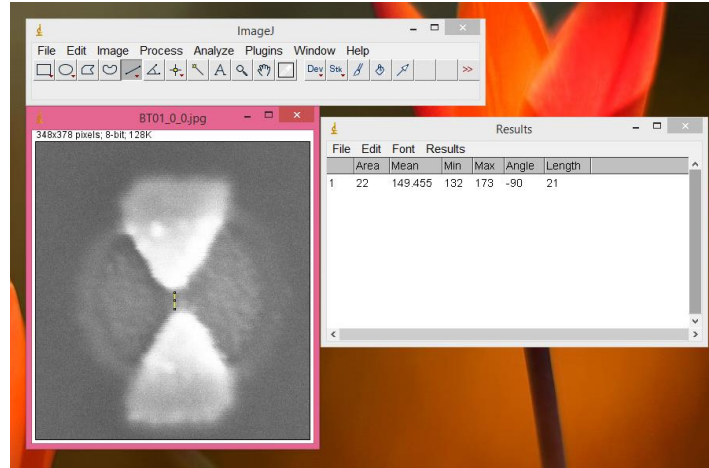 ImageJ
File Edit Image Process Analyze Plugins Window Help
A Dev Stk >>
BT01_0_0.jpg
348x378 pixels; 8-bit; 128K
Results
File Edit Font Results
Area Mean Min Max Angle Length
1 22 149.455 132 173 -90 21